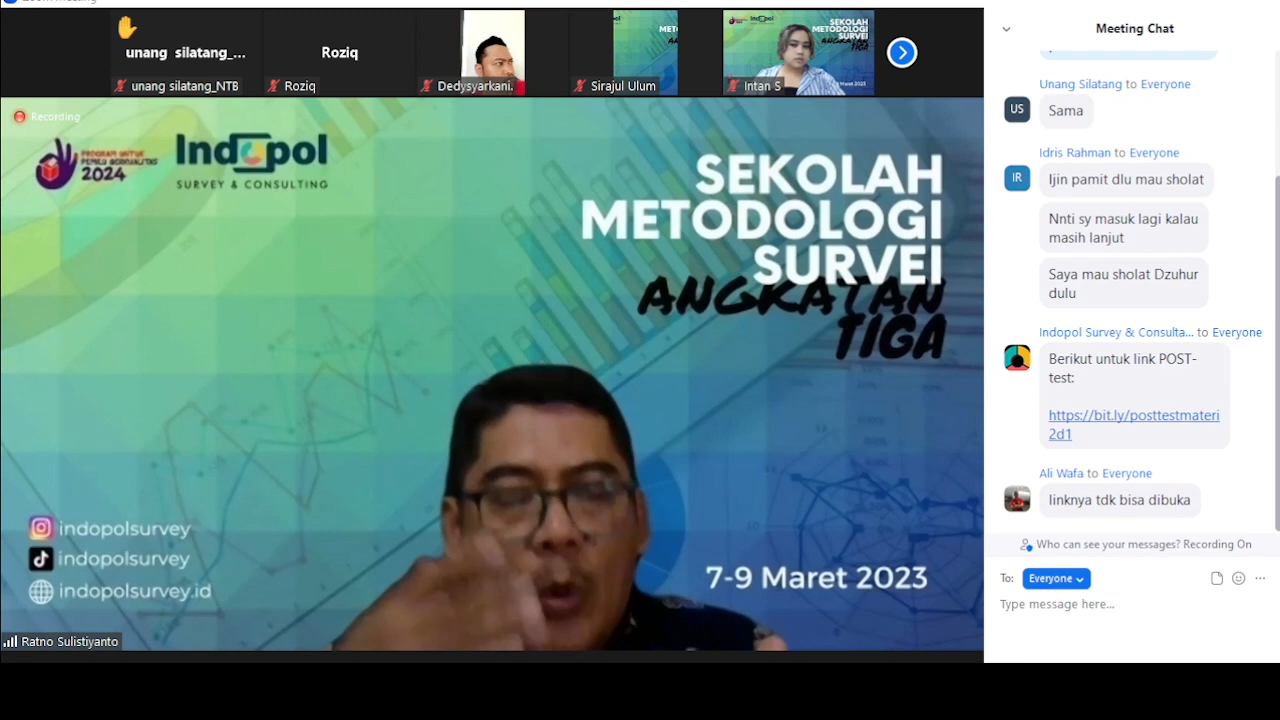 Zoom Meeting
unang silatang_...
Roziq
unang silatang_NTB
Roziq
Dedysyarkani.
Sirajul Ulum
Intan S
Recording
PROGRAM UNTUK
PEMILU BERKUALITAS
2024
Indopol
SURVEY & CONSULTING
SEKOLAH
METODOLOGI
SURVEI
ANGKATAN
TIGA
indopolsurvey
indopolsurvey
indopolsurvey.id
7-9 Maret 2023
Ratno Sulistiyanto
Meeting Chat
Unang Silatang to Everyone
US
Sama
Idris Rahman to Everyone
IR
Ijin pamit dlu mau sholat
Nnti sy masuk lagi kalau
masih lanjut
Saya mau sholat Dzuhur
dulu
Indopol Survey & Consulta... to Everyone
Berikut untuk link POST-
test:
https://bit.ly/posttestmateri
2d1
Ali Wafa to Everyone
linknya tdk bisa dibuka
Who can see your messages? Recording On
To: Everyone
Type message here...